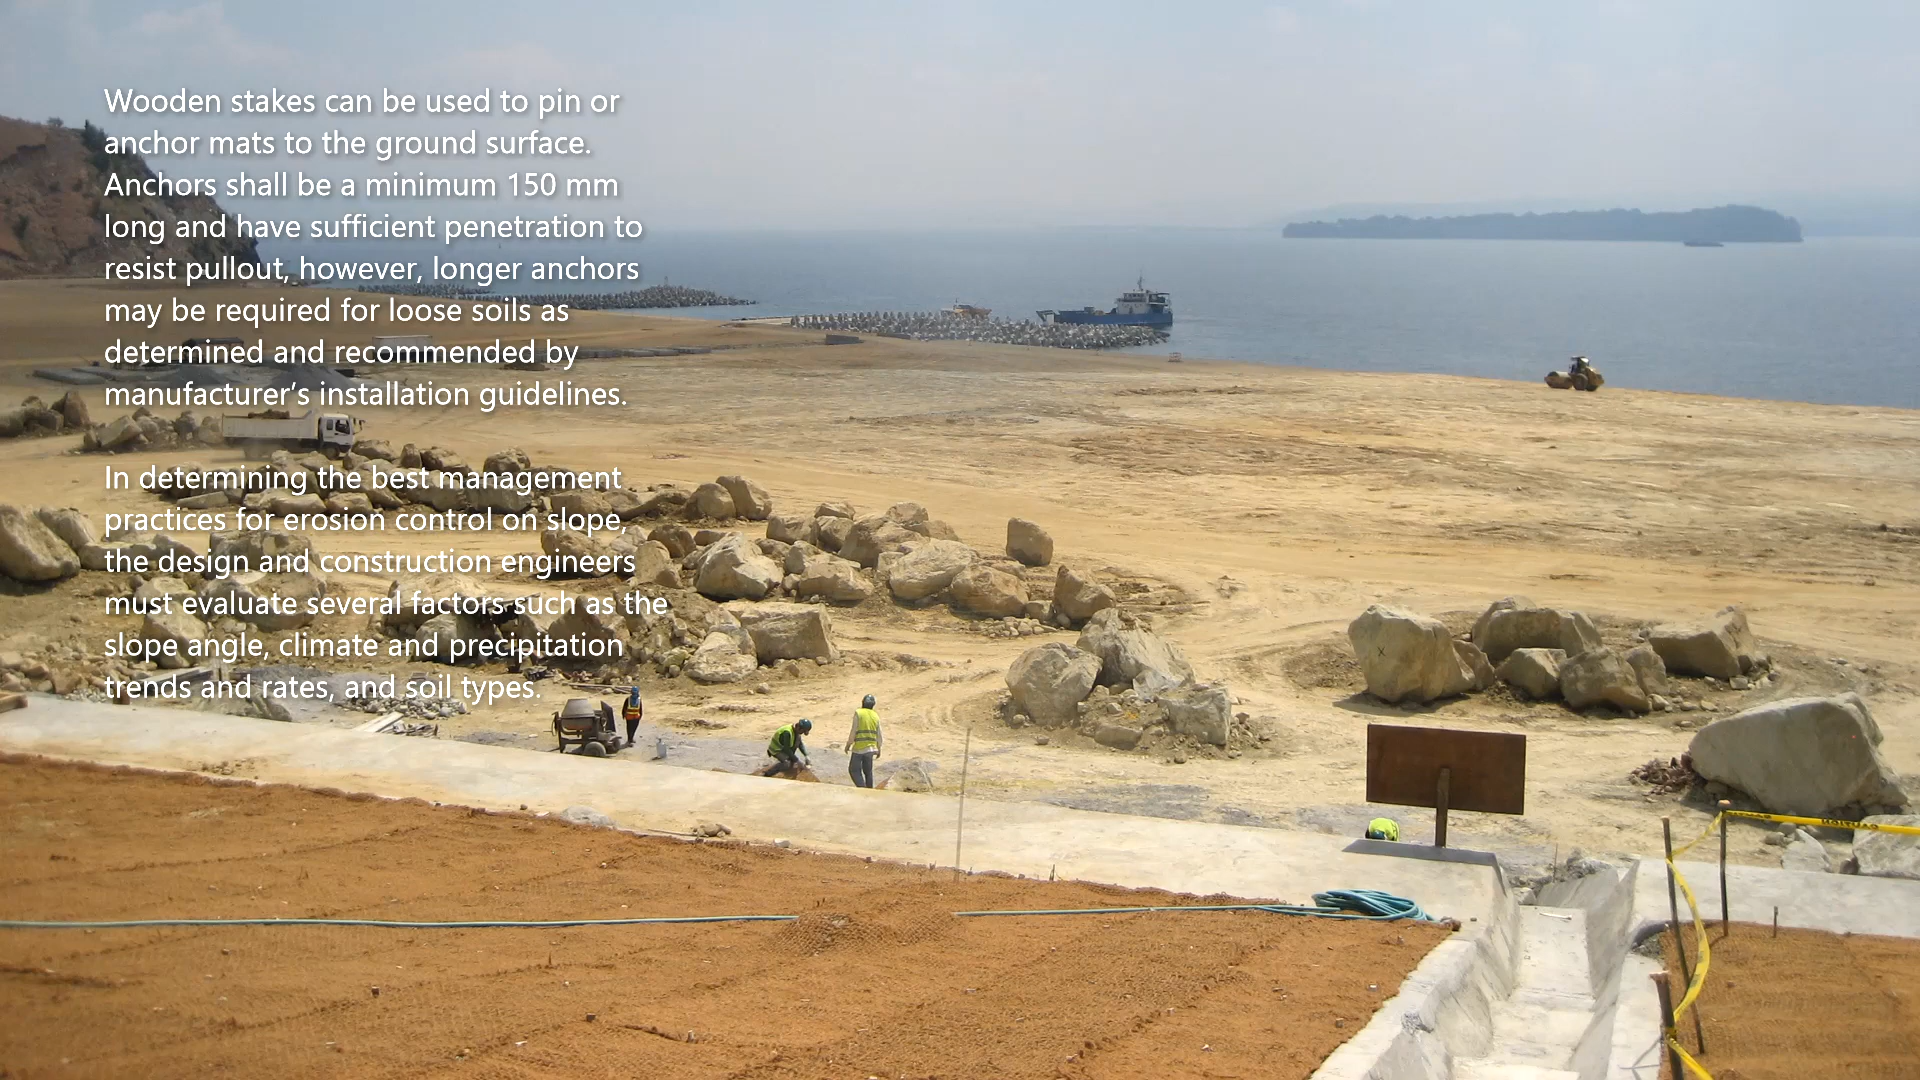 Wooden stakes can be used to pin or
anchor mats to the ground surface.
Anchors shall be a minimum 150 mm
long and have sufficient penetration to
resist pullout, however, longer anchors
may be required for loose soils as
determined and recommended by
manufacturer’s installation guidelines.
In determining the best management
practices for erosion control on slope,
the design and construction engineers
must evaluate several factors such as the
slope angle, climate and precipitation
trends and rates, and soil types.